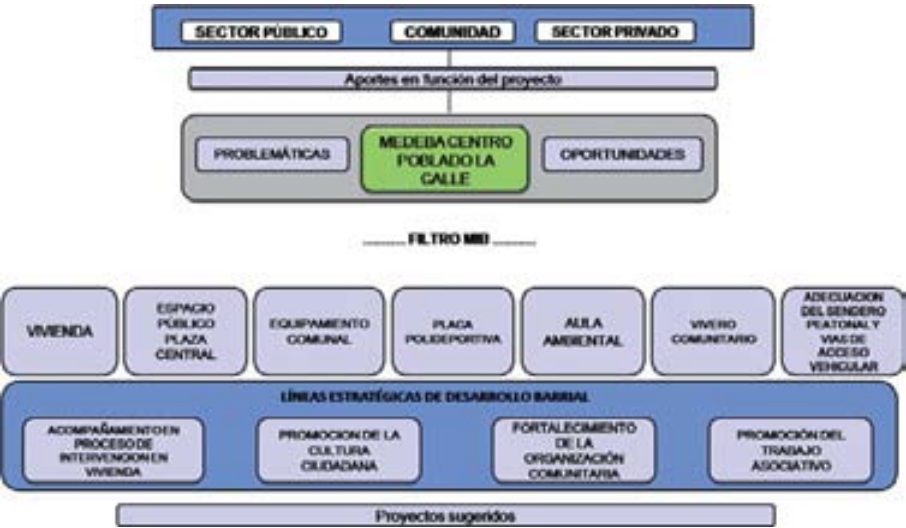 SECTOR PÚBLICO
COMUNIDAD
SECTOR PRIVADO
Aportes en función del proyecto
PROBLEMÁTICAS
MEDEBA CENTRO
POBLADO LA
CALLE
OPORTUNIDADES
.......... FILTRO MIB ..........
VIVIENDA
ESPACIO
PÚBLICO
PLAZA
CENTRAL
EQUIPAMIENTO
COMUNAL
PLACA
POLIDEPORTIVA
AULA
AMBIENTAL
VIVERO
COMUNITARIO
ADECUACION
DEL SENDERO
PEATONAL Y
VIAS DE
ACCESO
VEHICULAR
LÍNEAS ESTRATÉGICAS DE DESARROLLO BARRIAL
ACOMPAÑAMIENTO EN
PROCESO DE
INTERVENCION EN
VIVIENDA
PROMOCION DE LA
CULTURA
CIUDADANA
FORTALECIMIENTO
DE LA
ORGANIZACIÓN
COMUNITARIA
PROMOCIÓN DEL
TRABAJO
ASOCIATIVO
Proyectos sugeridos